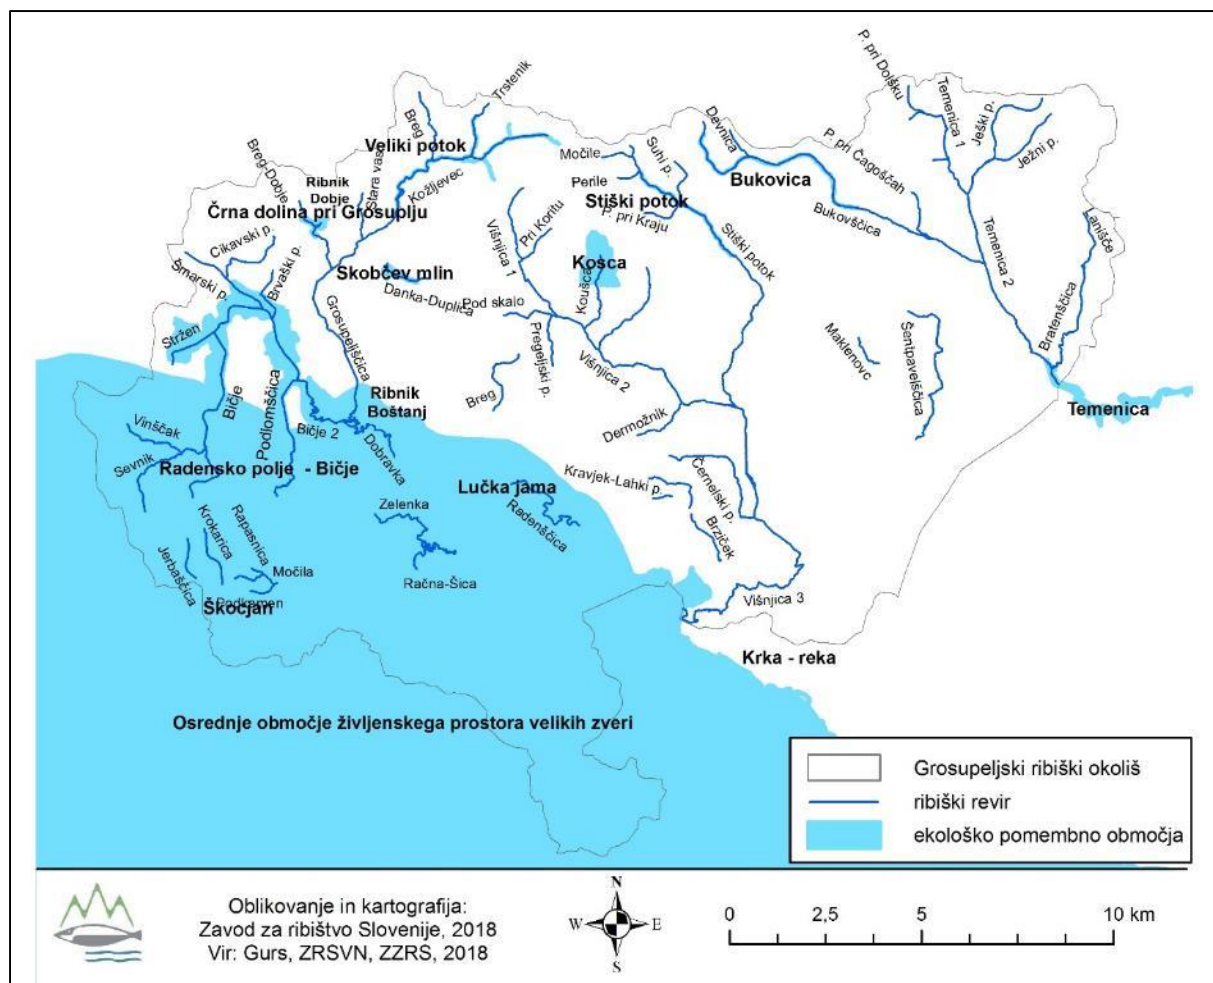 P. pri Dolšku
Trstenik
Temenica 1
Ješki p.
Ježni p.
Breg
Devnica
Veliki potok
Suhi p.
P. pri Čagoščah
Močile
Breg-Dobje
Ribnik
Dobje
Stara vas
Kožljevec
Perile
Bukovica
Stiški potok
Črna dolina pri Grosuplju
P. pri Kraju
Bukovščica
Lanišče
Cikavski p.
Pri Koritu
Višnjica 1
Stiški potok
Temenica 2
Šmarski p.
Brvaški p.
Skobčev mlin
Košca
Koušca
Danka-Duplica
Pod skalo
Stržen
Grosupeljščica
Pregeljski p.
Maklenovc
Šentpavelščica
Bratenščica
Višnjica 2
Bičje
Podlomščica
Ribnik
Boštanj
Breg
Temenica
Vinščak
Bičje 2
Dobravka
Dermožnik
Sevnik
Radensko polje - Bičje
Kravjek-Lahki p.
Černelski p.
Lučka jama
Zelenka
Radenščica
Krokarica
Rapasnica
Brziček
Jerbaščica
Močila
Račna-Šica
Podkamen
Škocjan
Višnjica 3
Krka - reka
Osrednje območje življenskega prostora velikih zveri
Grosupeljski ribiški okoliš
ribiški revir
ekološko pomembno območja
Oblikovanje in kartografija:
Zavod za ribištvo Slovenije, 2018
Vir: Gurs, ZRSVN, ZZRS, 2018
N
W
E
S
0 2,5 5 10 km